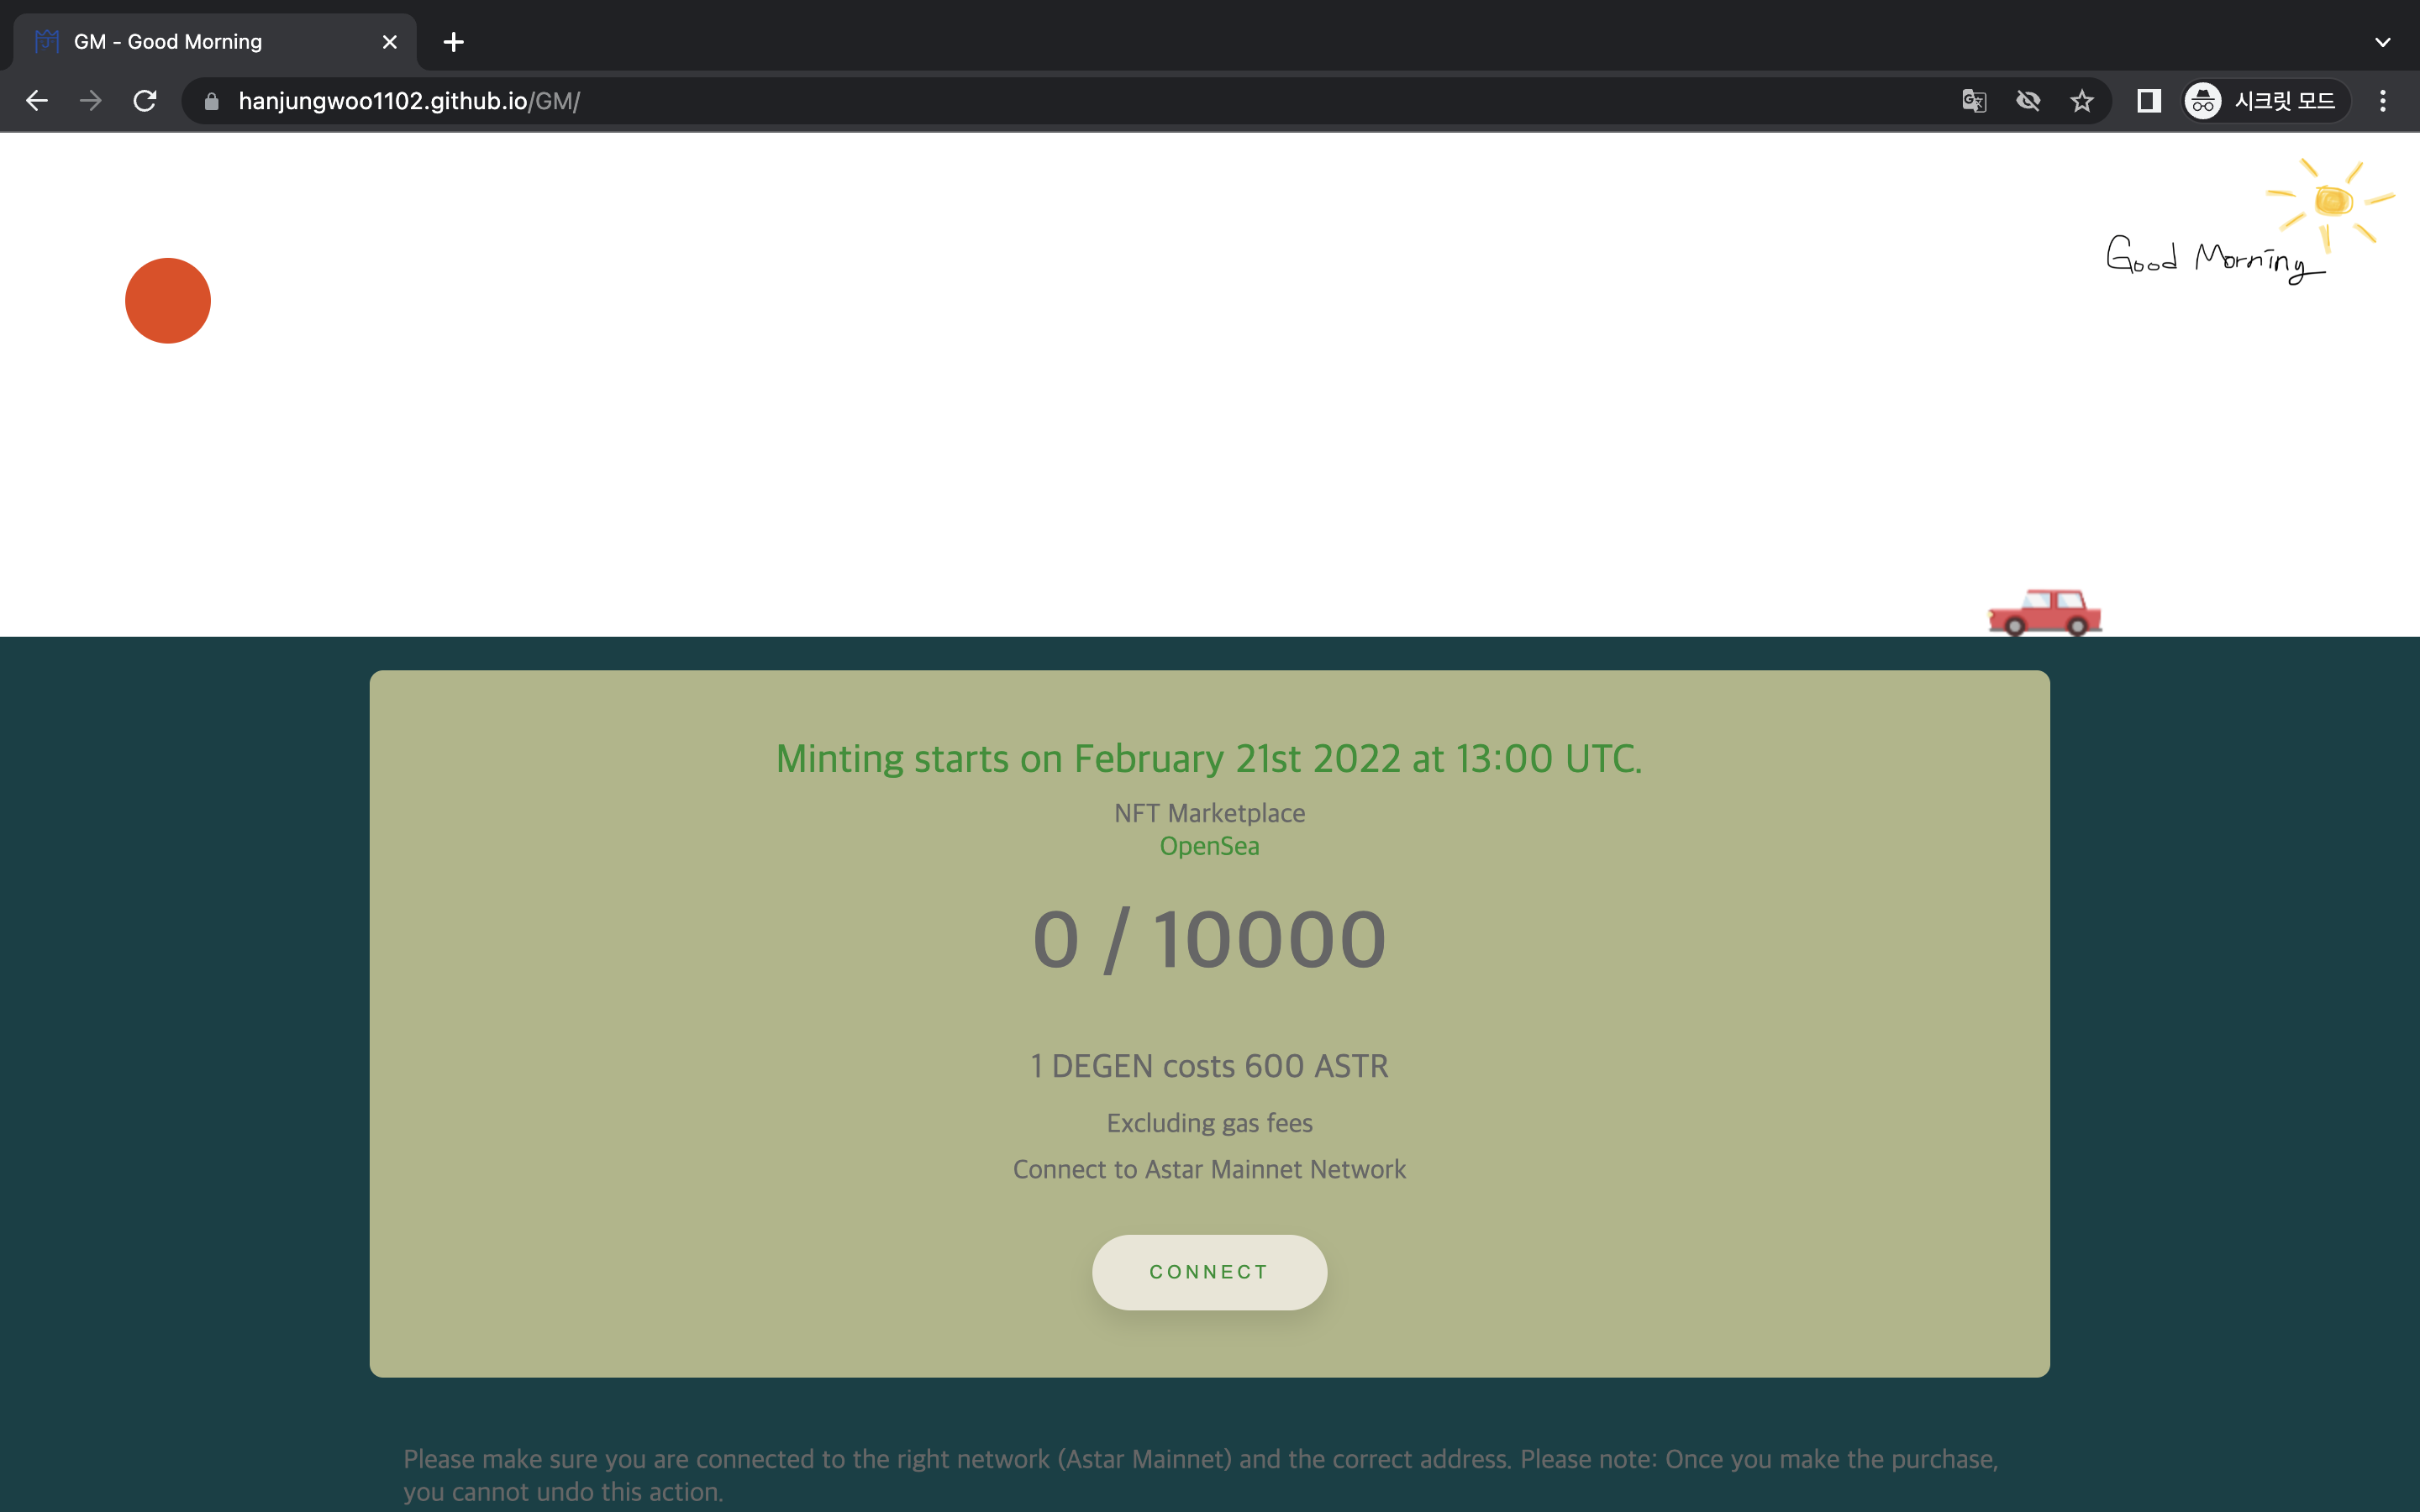 GM - Good Morning
hanjungwoo1102.github.io/GM/
시크릿 모드
Good Morning
Minting starts on February 21st 2022 at 13:00 UTC.
NFT Marketplace
OpenSea
0 / 10000
1 DEGEN costs 600 ASTR
Excluding gas fees
Connect to Astar Mainnet Network
CONNECT
Please make sure you are connected to the right network (Astar Mainnet) and the correct address. Please note: Once you make the purchase,
you cannot undo this action.